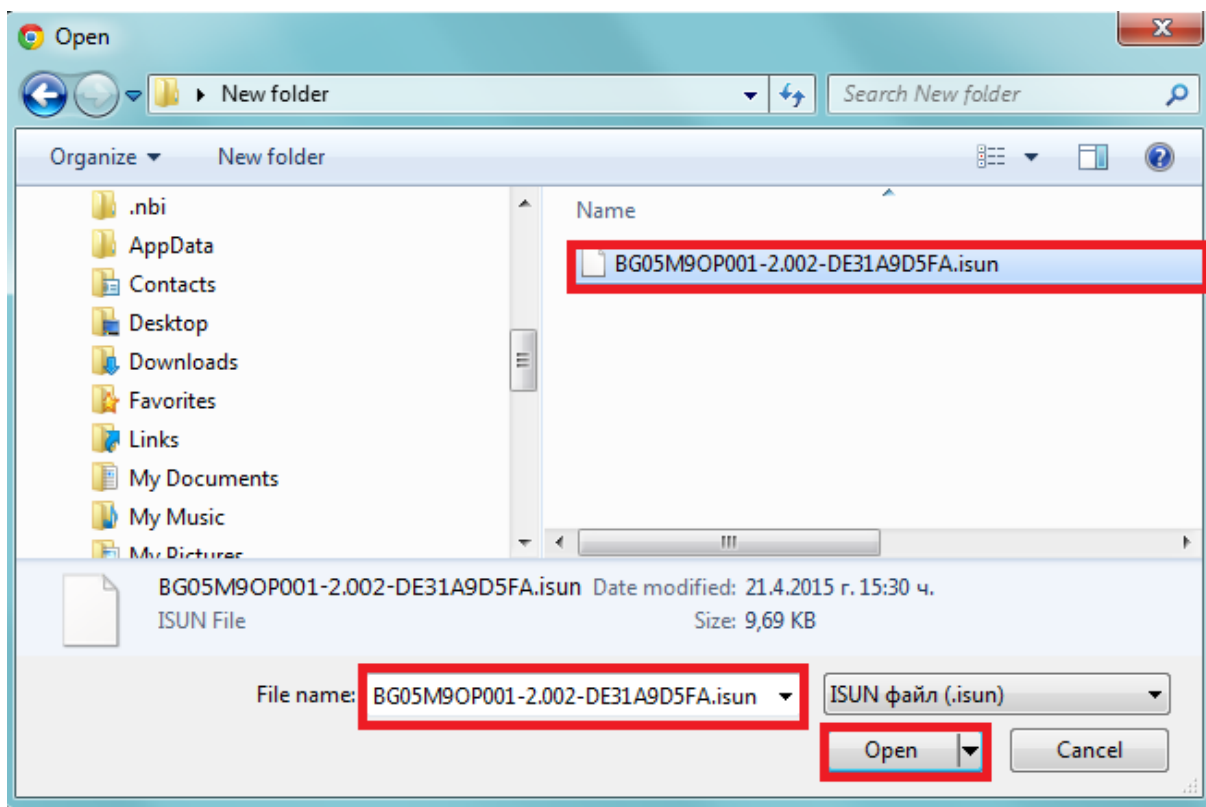 Open
New folder
Search New folder
Organize
New folder
.nbi
AppData
Contacts
Desktop
Downloads
Favorites
Links
My Documents
My Music
My Pictures
Name
BG05M9OP001-2.002-DE31A9D5FA.isun
BG05M9OP001-2.002-DE31A9D5FA.isun Date modified: 21.4.2015 г. 15:30 ч.
ISUN File Size: 9,69 KB
File name: BG05M9OP001-2.002-DE31A9D5FA.isun ISUN файл (.isun)
Open Cancel